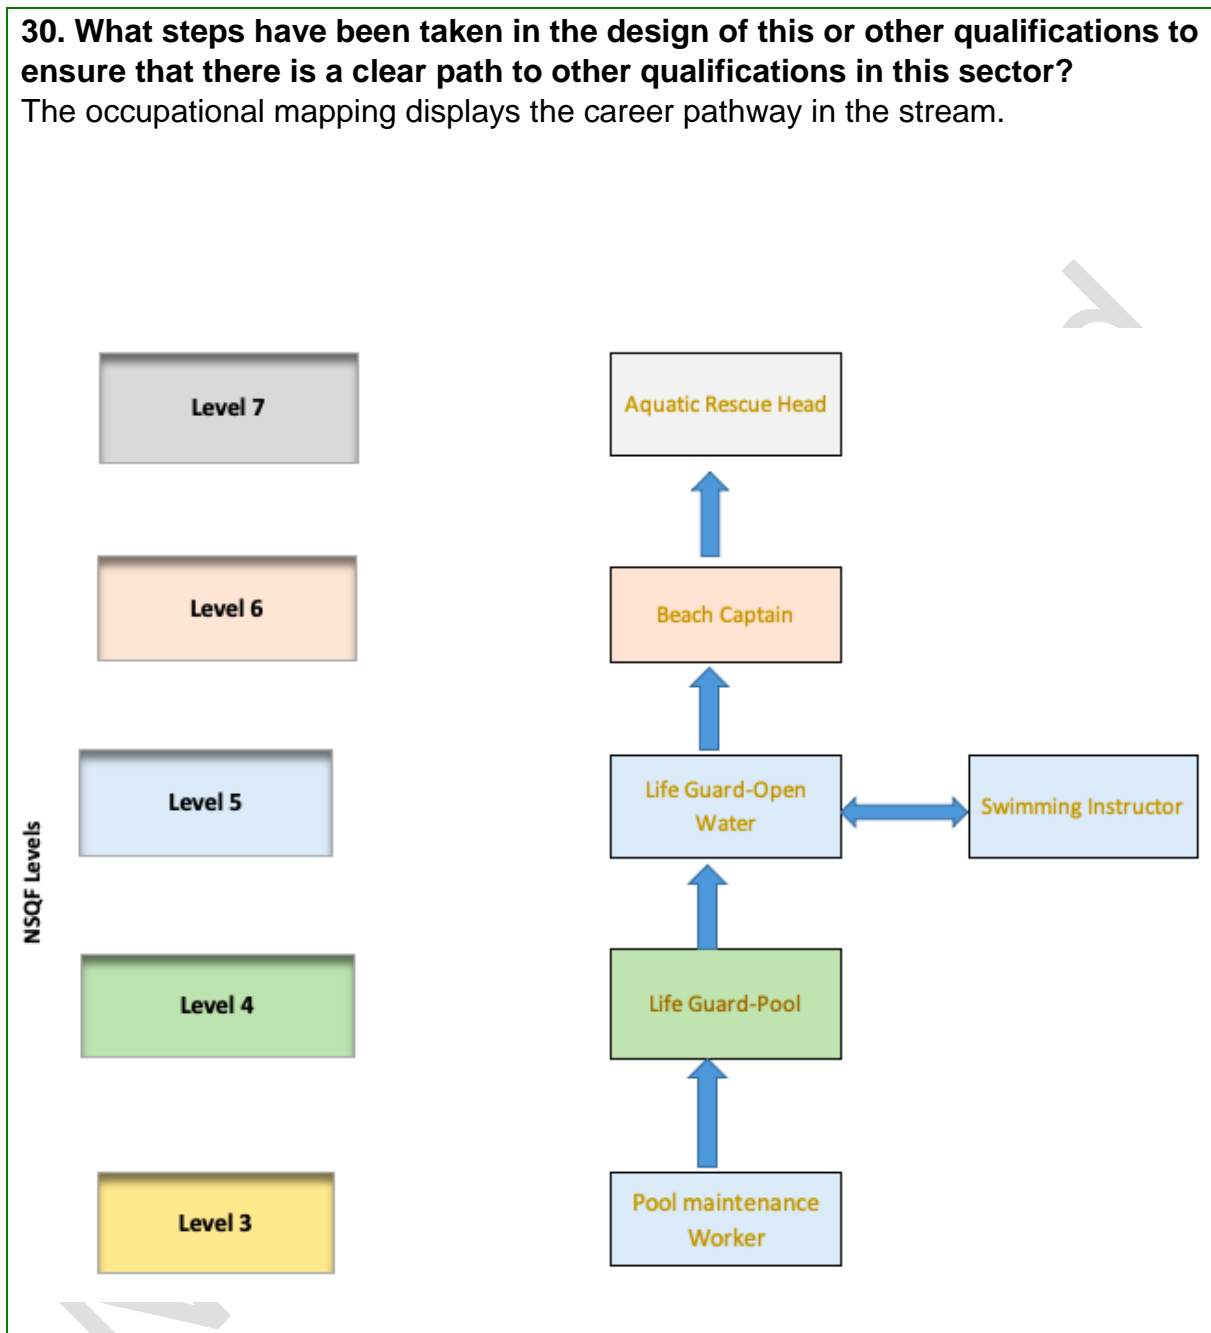 30. What steps have been taken in the design of this or other qualifications to
ensure that there is a clear path to other qualifications in this sector?
The occupational mapping displays the career pathway in the stream.
Level 7
Aquatic Rescue Head
Level 6
Beach Captain
Level 5
Life Guard-Open
Water
Swimming Instructor
NSQF Levels
Level 4
Life Guard-Pool
Level 3
Pool maintenance
Worker